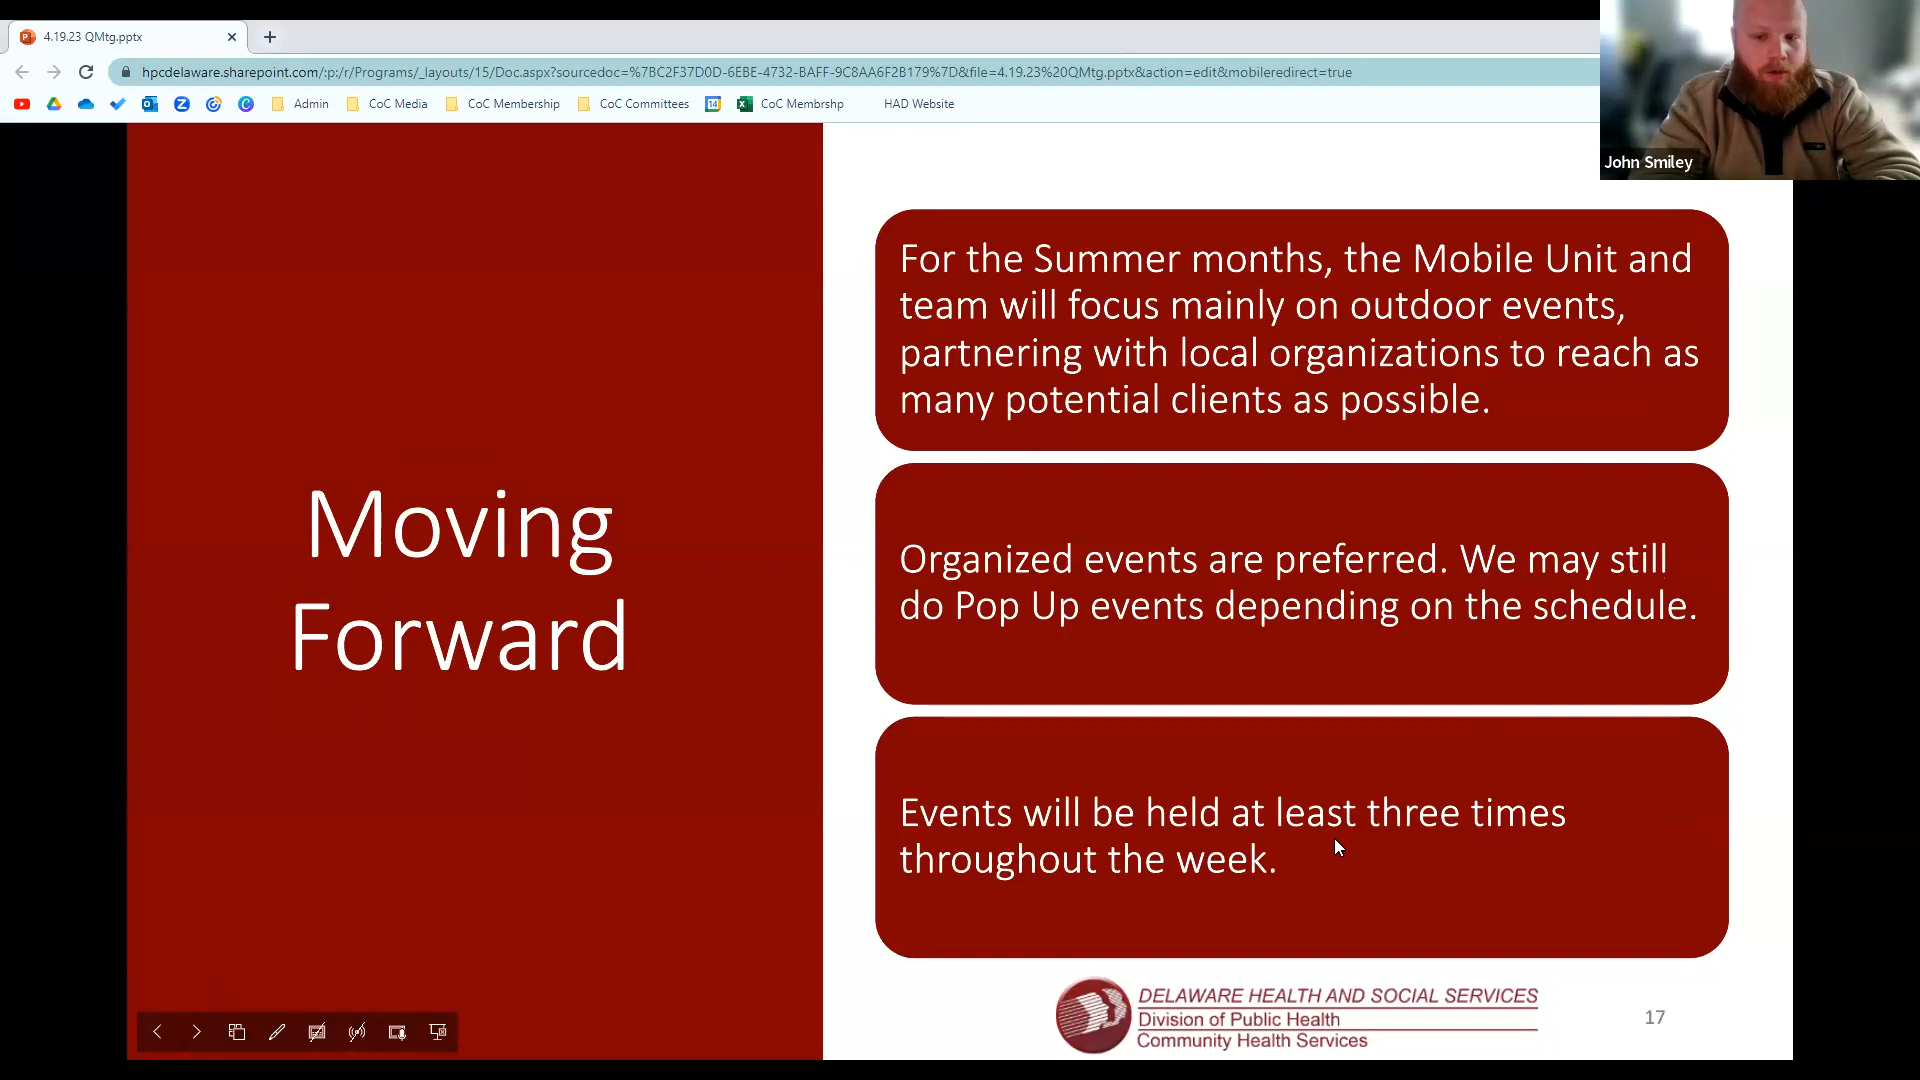 4.19.23 QMtg.pptx
hpcdelaware.sharepoint.com/:p:/r/Programs/_layouts/15/Doc.aspx?sourcedoc=%7BC2F37D0D-6EBE-4732-BAFF-9C8AA6F2B179%7D&file=4.19.23%20QMtg.pptx&action=edit&mobileredirect=true
Admin CoC Media CoC Membership CoC Committees 14 CoC Membrshp HAD Website
John Smiley
Moving
Forward
For the Summer months, the Mobile Unit and
team will focus mainly on outdoor events,
partnering with local organizations to reach as
many potential clients as possible.
Organized events are preferred. We may still
do Pop Up events depending on the schedule.
Events will be held at least three times
throughout the week.
DELAWARE HEALTH AND SOCIAL SERVICES
Division of Public Health
Community Health Services
17